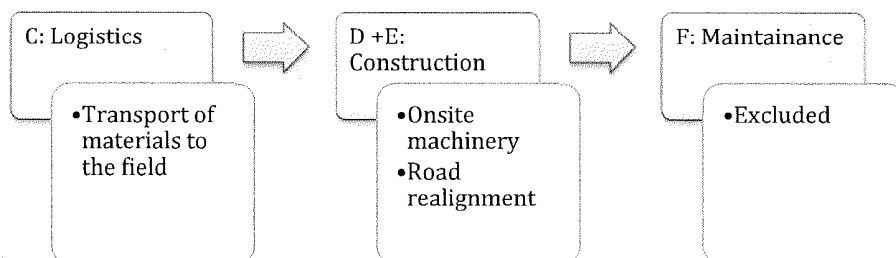 C: Logistics
•Transport of
materials to
the field
D +E:
Construction
•Onsite
machinery
•Road
realignment
F: Maintainance
•Excluded